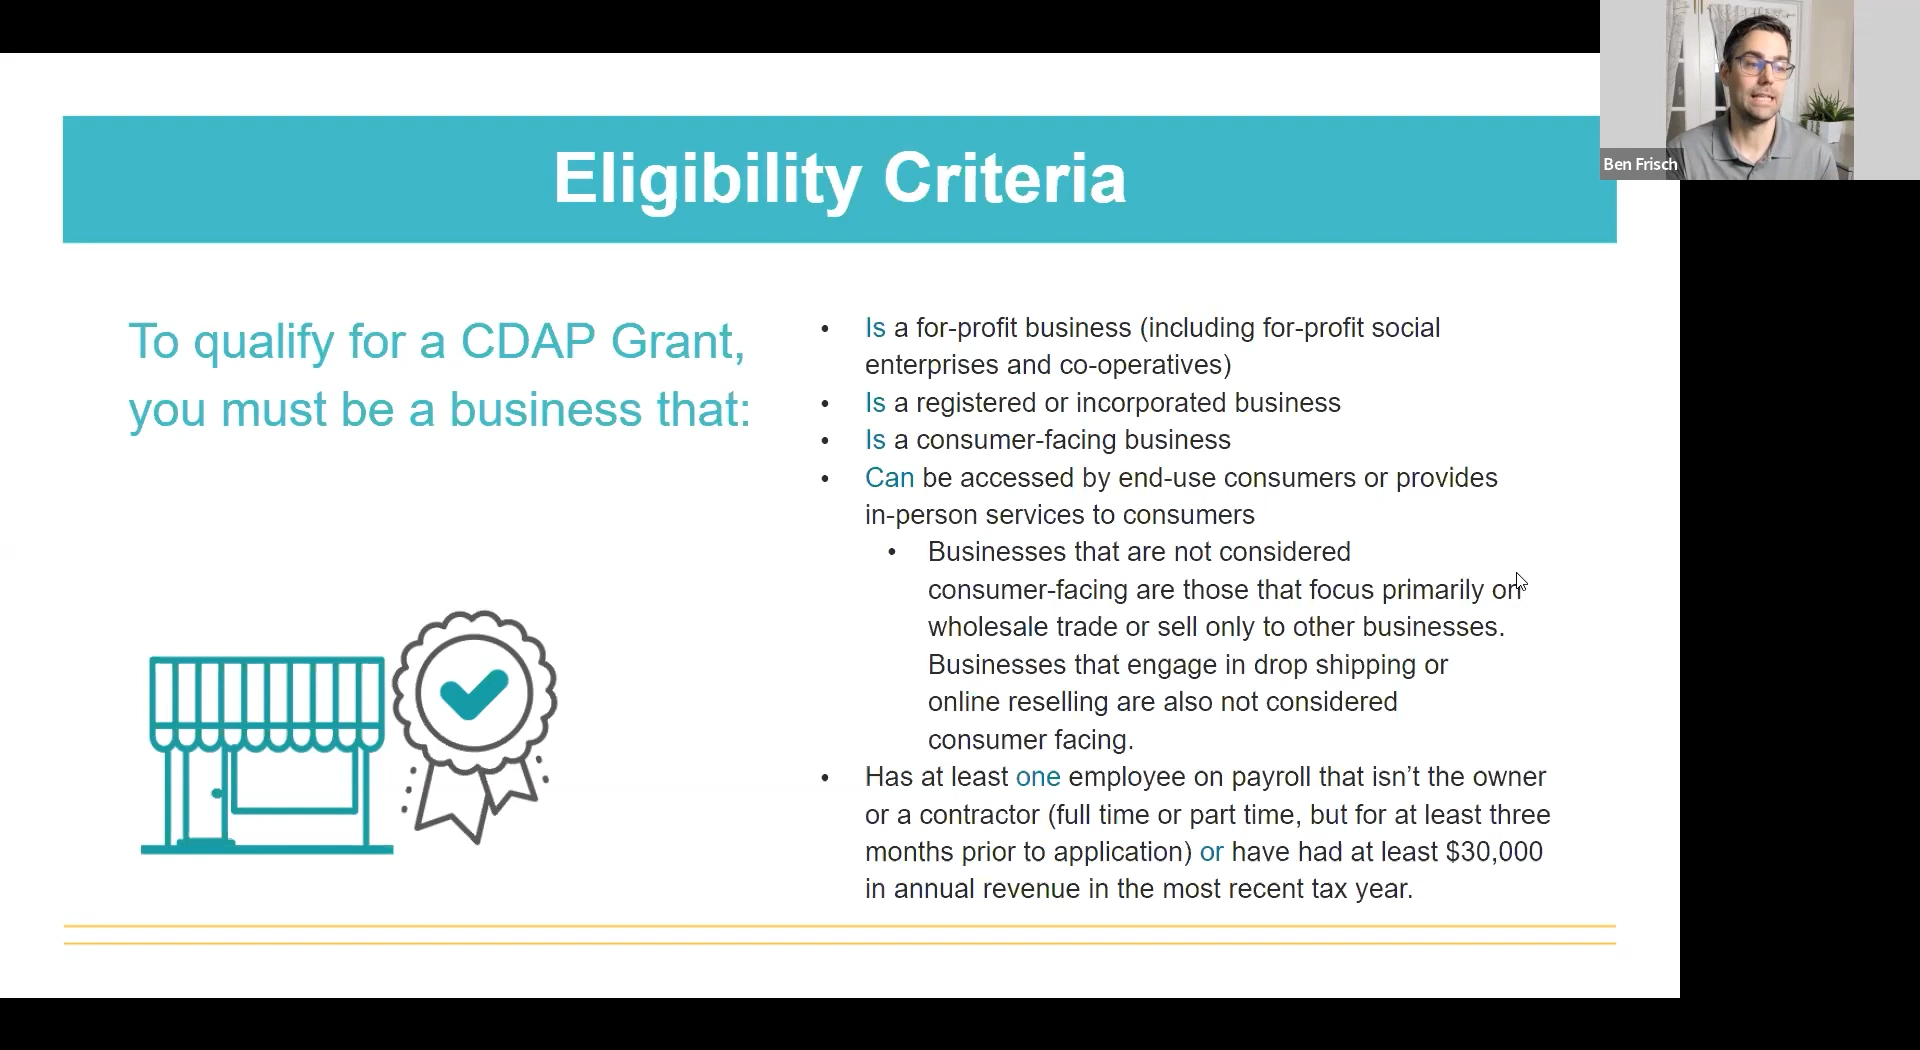 Ben Frisch
Eligibility Criteria
To qualify for a CDAP Grant,
you must be a business that:
• Is a for-profit business (including for-profit social
enterprises and co-operatives)
• Is a registered or incorporated business
• Is a consumer-facing business
• Can be accessed by end-use consumers or provides
in-person services to consumers
• Businesses that are not considered
consumer-facing are those that focus primarily on
wholesale trade or sell only to other businesses.
Businesses that engage in drop shipping or
online reselling are also not considered
consumer facing.
• Has at least one employee on payroll that isn’t the owner
or a contractor (full time or part time, but for at least three
months prior to application) or have had at least $30,000
in annual revenue in the most recent tax year.